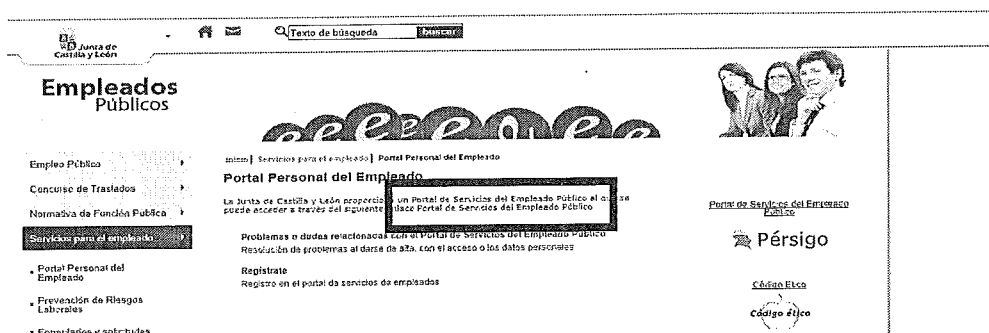 Junta de
Castilla y León
Texto de búsqueda
buscar
Empleados
Públicos
Empleo Público
Concurso de Traslados
Normativa de Función Pública
Servicios para el empleado
Portal Personal del
Empleado
Prevención de Riesgos
Laborales
Formularios y solicitudes
Inicio | Servicios para el empleado | Portal Personal del Empleado
Portal Personal del Empleado
La Junta de Castilla y León proporciona un Portal de Servicios del Empleado Público al que se
puede acceder a través del siguiente enlace Portal de Servicios del Empleado Público
Problemas o dudas relacionadas con el Portal de Servicios del Empleado Público
Resolución de problemas al darse de alta, con el acceso o los datos personales
Regístrate
Registro en el portal de servicios de empleados
Portal de Servicios del Empleado
Público
Pérsigo
Código Etico
Código ético